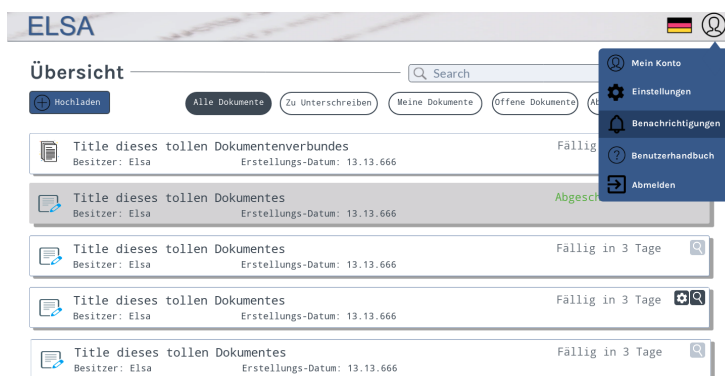 ELSA
Übersicht
Search
Mein Konto
Einstellungen
Benachrichtigungen
Benutzerhandbuch
Abmelden
Hochladen
Alle Dokumente
Zu Unterschreiben
Meine Dokumente
Offene Dokumente
Title dieses tollen Dokumentenverbundes
Fällig
Besitzer: Elsa Erstellungs-Datum: 13.13.666
Title dieses tollen Dokumentes
Besitzer: Elsa Erstellungs-Datum: 13.13.666
Title dieses tollen Dokumentes Fällig in 3 Tage
Besitzer: Elsa Erstellungs-Datum: 13.13.666
Title dieses tollen Dokumentes Fällig in 3 Tage
Besitzer: Elsa Erstellungs-Datum: 13.13.666
Title dieses tollen Dokumentes Fällig in 3 Tage
Besitzer: Elsa Erstellungs-Datum: 13.13.666